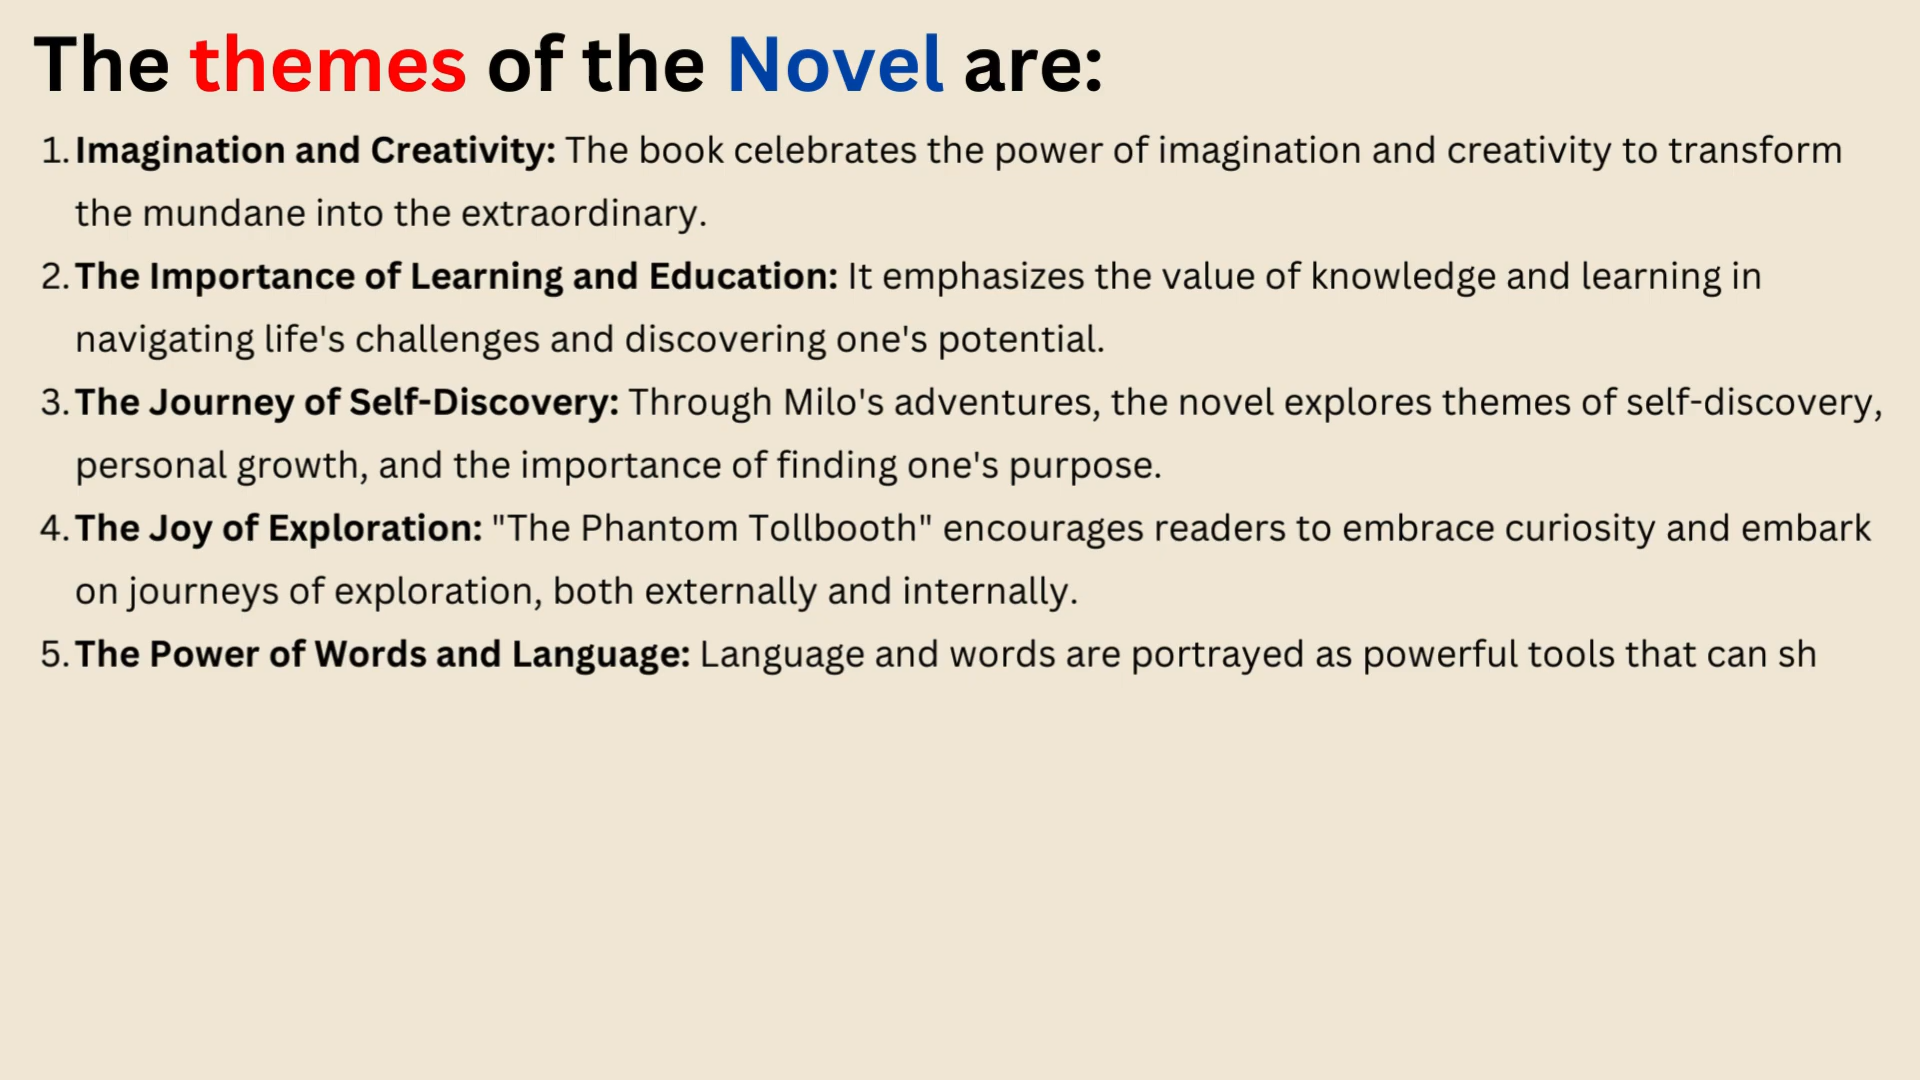 The themes of the Novel are:
1. Imagination and Creativity: The book celebrates the power of imagination and creativity to transform
the mundane into the extraordinary.
2. The Importance of Learning and Education: It emphasizes the value of knowledge and learning in
navigating life's challenges and discovering one's potential.
3. The Journey of Self-Discovery: Through Milo's adventures, the novel explores themes of self-discovery,
personal growth, and the importance of finding one's purpose.
4. The Joy of Exploration: "The Phantom Tollbooth" encourages readers to embrace curiosity and embark
on journeys of exploration, both externally and internally.
5. The Power of Words and Language: Language and words are portrayed as powerful tools that can sh